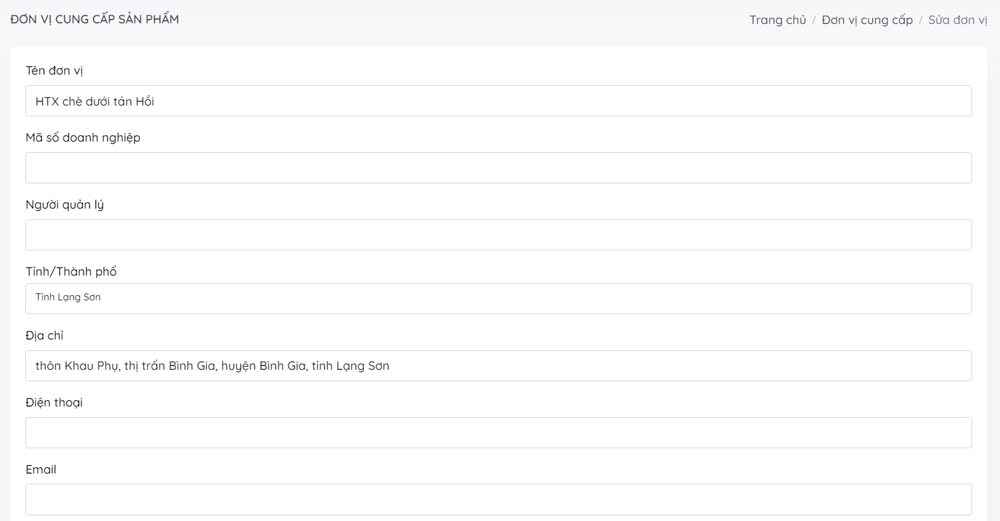 ĐƠN VỊ CUNG CẤP SẢN PHẨM
Trang chủ / Đơn vị cung cấp / Sửa đơn vị
Tên đơn vị
HTX chè dưới tán Hồi
Mã số doanh nghiệp
Người quản lý
Tỉnh/Thành phố
Tỉnh Lạng Sơn
Địa chỉ
thôn Khau Phụ, thị trấn Bình Gia, huyện Bình Gia, tỉnh Lạng Sơn
Điện thoại
Email